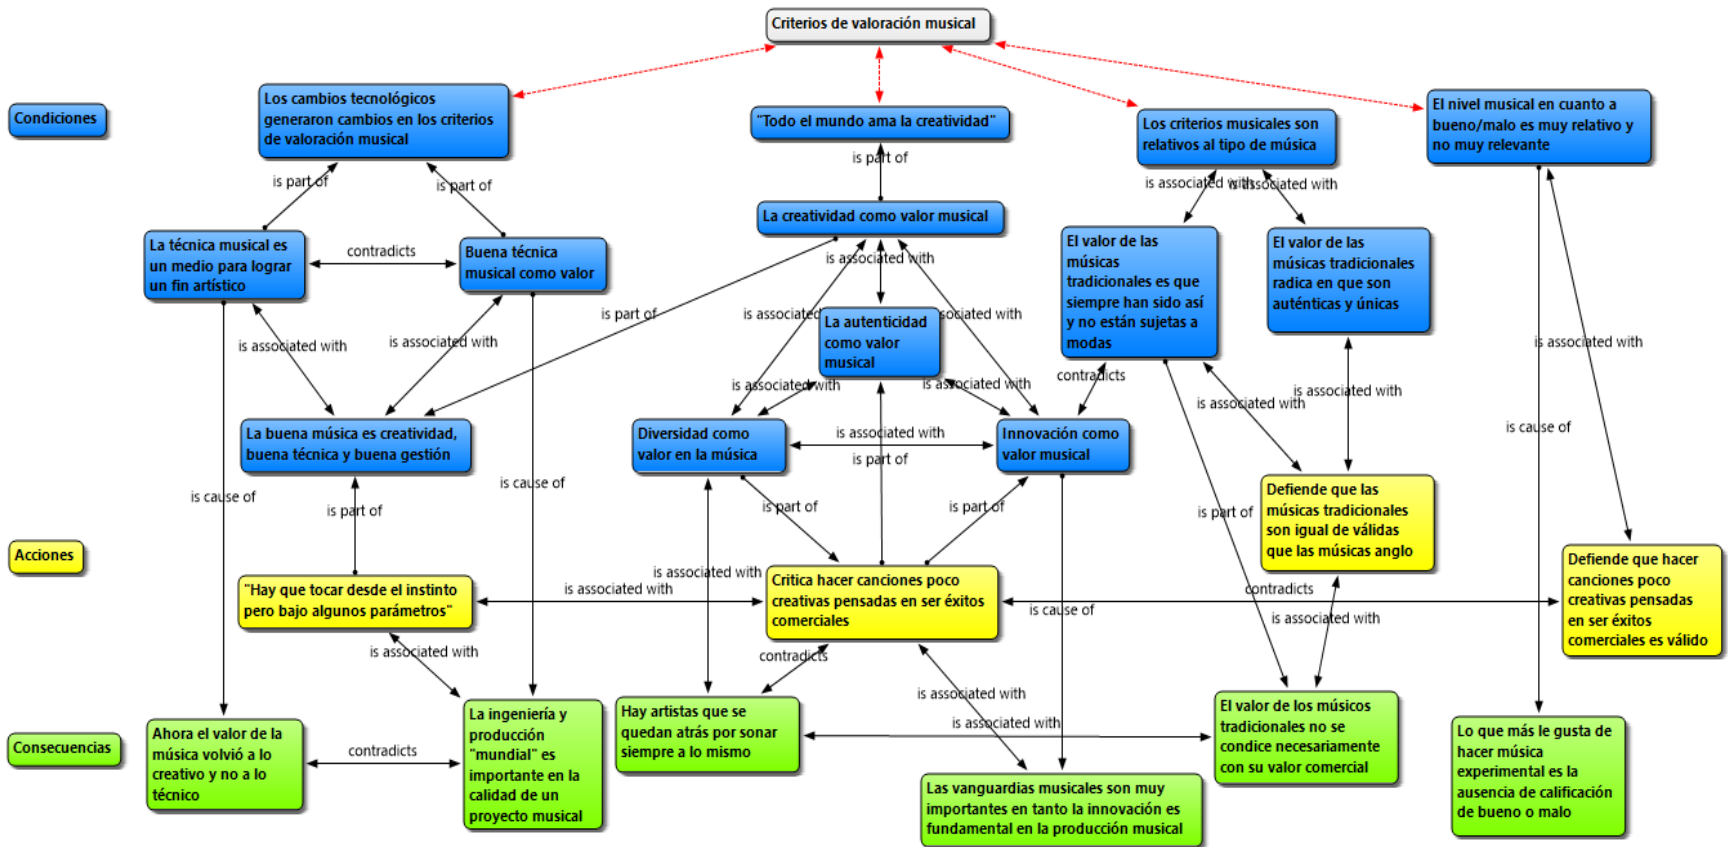 Criterios de valoración musical
Condiciones
Los cambios tecnológicos
generaron cambios en los criterios
de valoración musical
"Todo el mundo ama la creatividad"
Los criterios musicales son
relativos al tipo de música
El nivel musical en cuanto a
bueno/malo es muy relativo y
no muy relevante
is part of
is part of
is part of
is associated with
is associated with
La técnica musical es
un medio para lograr
un fin artístico
contradicts
Buena técnica
musical como valor
La creatividad como valor musical
El valor de las
músicas
tradicionales es que
siempre han sido así
y no están sujetas a
modas
El valor de las
músicas tradicionales
radica en que son
auténticas y únicas
is associated with
is part of
is associated
associated with
La autenticidad
como valor
musical
is associated with
is associated with
is associated with
is associated with
is associated with
contradicts
is associated with
is associated with
La buena música es creatividad,
buena técnica y buena gestión
Diversidad como
valor en la música
is associated with
is part of
Innovación como
valor musical
is cause of
is cause of
is cause of
is part of
is part of
is part of
is part of
Defiende que las
músicas tradicionales
son igual de válidas
que las músicas anglo
Acciones
"Hay que tocar desde el instinto
pero bajo algunos parámetros"
is associated with
is associated with
Critica hacer canciones poco
creativas pensadas en ser éxitos
comerciales
is cause of
contradicts
is associated with
Defiende que hacer
canciones poco
creativas pensadas
en ser éxitos
comerciales es válido
is associated with
contradicts
is associated with
is associated with
Consecuencias
Ahora el valor de la
música volvió a lo
creativo y no a lo
técnico
contradicts
La ingeniería y
producción
"mundial" es
importante en la
calidad de un
proyecto musical
Hay artistas que se
quedan atrás por sonar
siempre a lo mismo
Las vanguardias musicales son muy
importantes en tanto la innovación es
fundamental en la producción musical
El valor de los músicos
tradicionales no se
condice necesariamente
con su valor comercial
Lo que más le gusta de
hacer música
experimental es la
ausencia de calificación
de bueno o malo